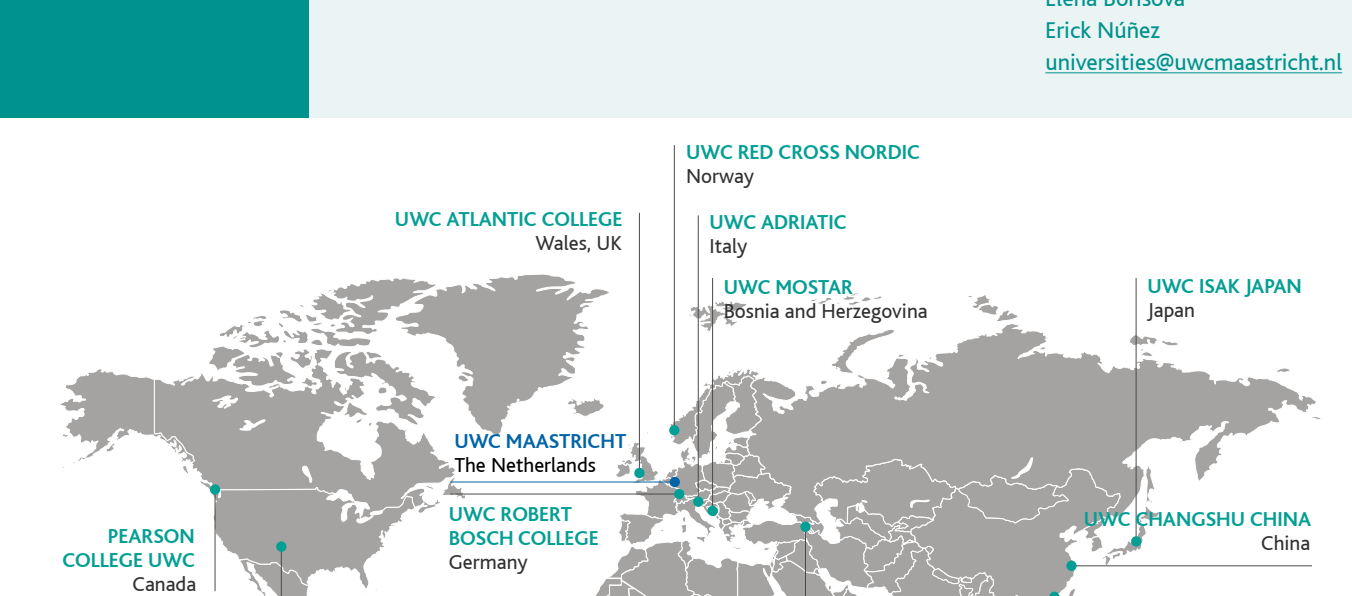 Elena Borisova
Erick Núñez
universities@uwcmaastricht.nl
UWC RED CROSS NORDIC
Norway
UWC ATLANTIC COLLEGE
Wales, UK
UWC ADRIATIC
Italy
UWC MOSTAR
Bosnia and Herzegovina
UWC ISAK JAPAN
Japan
UWC MAASTRICHT
The Netherlands
UWC ROBERT
BOSCH COLLEGE
Germany
UWC CHANGSHU CHINA
China
PEARSON
COLLEGE UWC
Canada